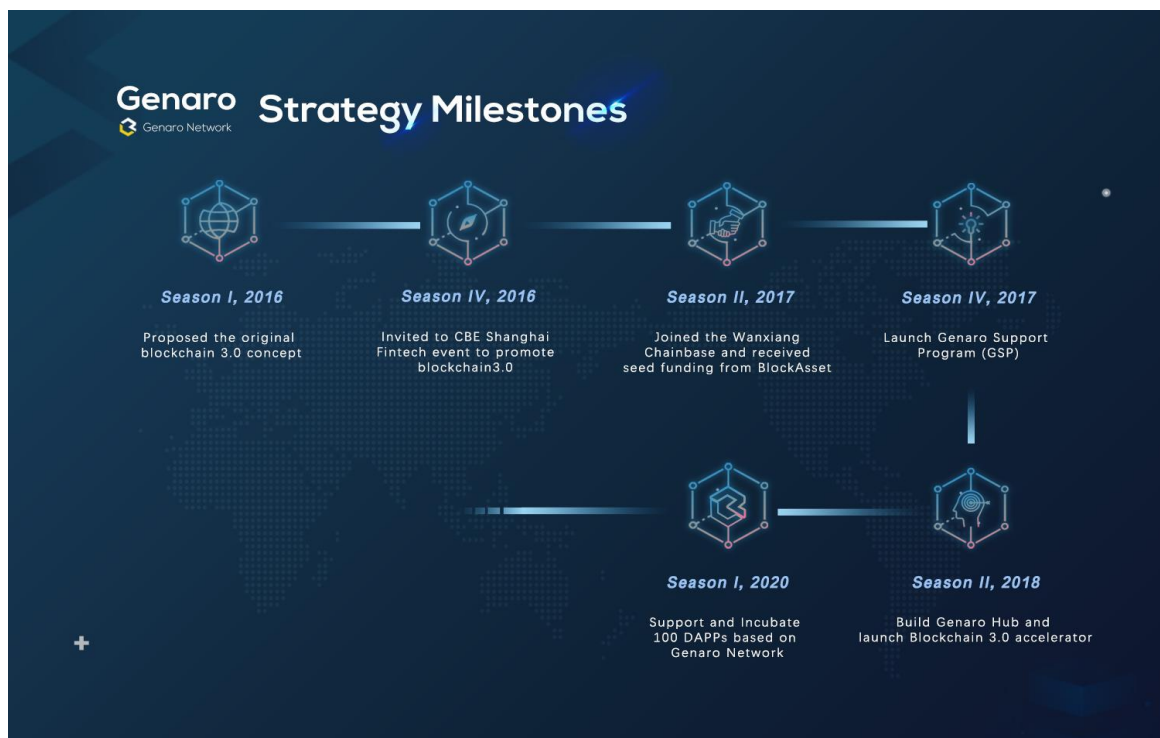 Genaro
Genaro Network
Strategy Milestones
Season I, 2016
Proposed the original
blockchain 3.0 concept
Season IV, 2016
Invited to CBE Shanghai
Fintech event to promote
blockchain3.0
Season II, 2017
Joined the Wanxiang
Chainbase and received
seed funding from BlockAsset
Season IV, 2017
Launch Genaro Support
Program (GSP)
Season II, 2018
Build Genaro Hub and
launch Blockchain 3.0 accelerator
Season I, 2020
Support and Incubate
100 DAPPs based on
Genaro Network